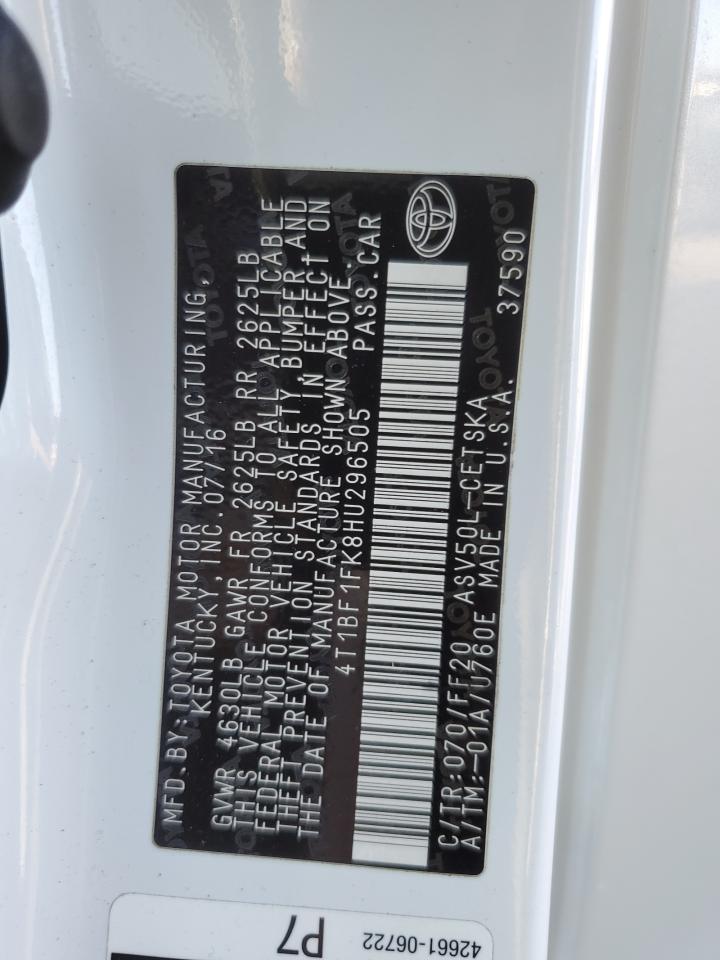 MFD.BY:TOYOTA MOTOR MANUFACTURING,
KENTUCKY,INC.07/16
GVWR 4630LB GAWR FR 2625LB RR 2625LB
THIS VEHICLE CONFORMS TO ALL APPLICABLE
FEDERAL MOTOR VEHICLE SAFETY,BUMPER,AND
THEFT PREVENTION STANDARDS IN EFFECT ON
THE DATE OF MANUFACTURE SHOWN ABOVE.
4T1BF1FK8HU296505 PASS.CAR
C/TR:070/FF20 ASV50L-CETSKA
A/TM:-01A/U760E MADE IN U.S.A. 37590
P7
42661-06722